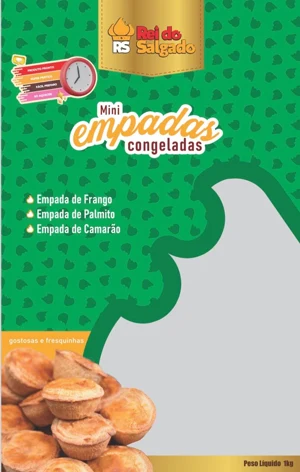 RS
Rei do
Salgado
Mini
empadas
congeladas
Empada de Frango
Empada de Palmito
Empada de Camarão
gostosas e fresquinhas
Peso Líquido 1kg